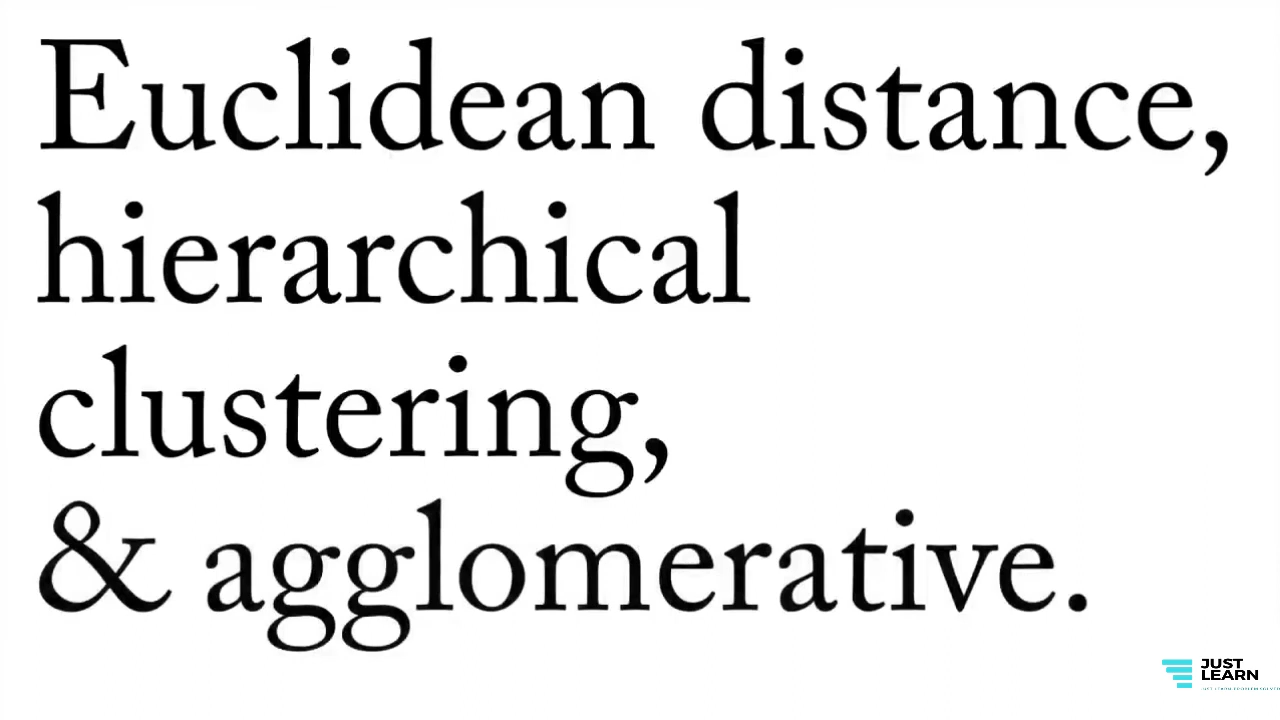 Euclidean distance,
hierarchical
clustering,
& agglomerative.
JUST
LEARN